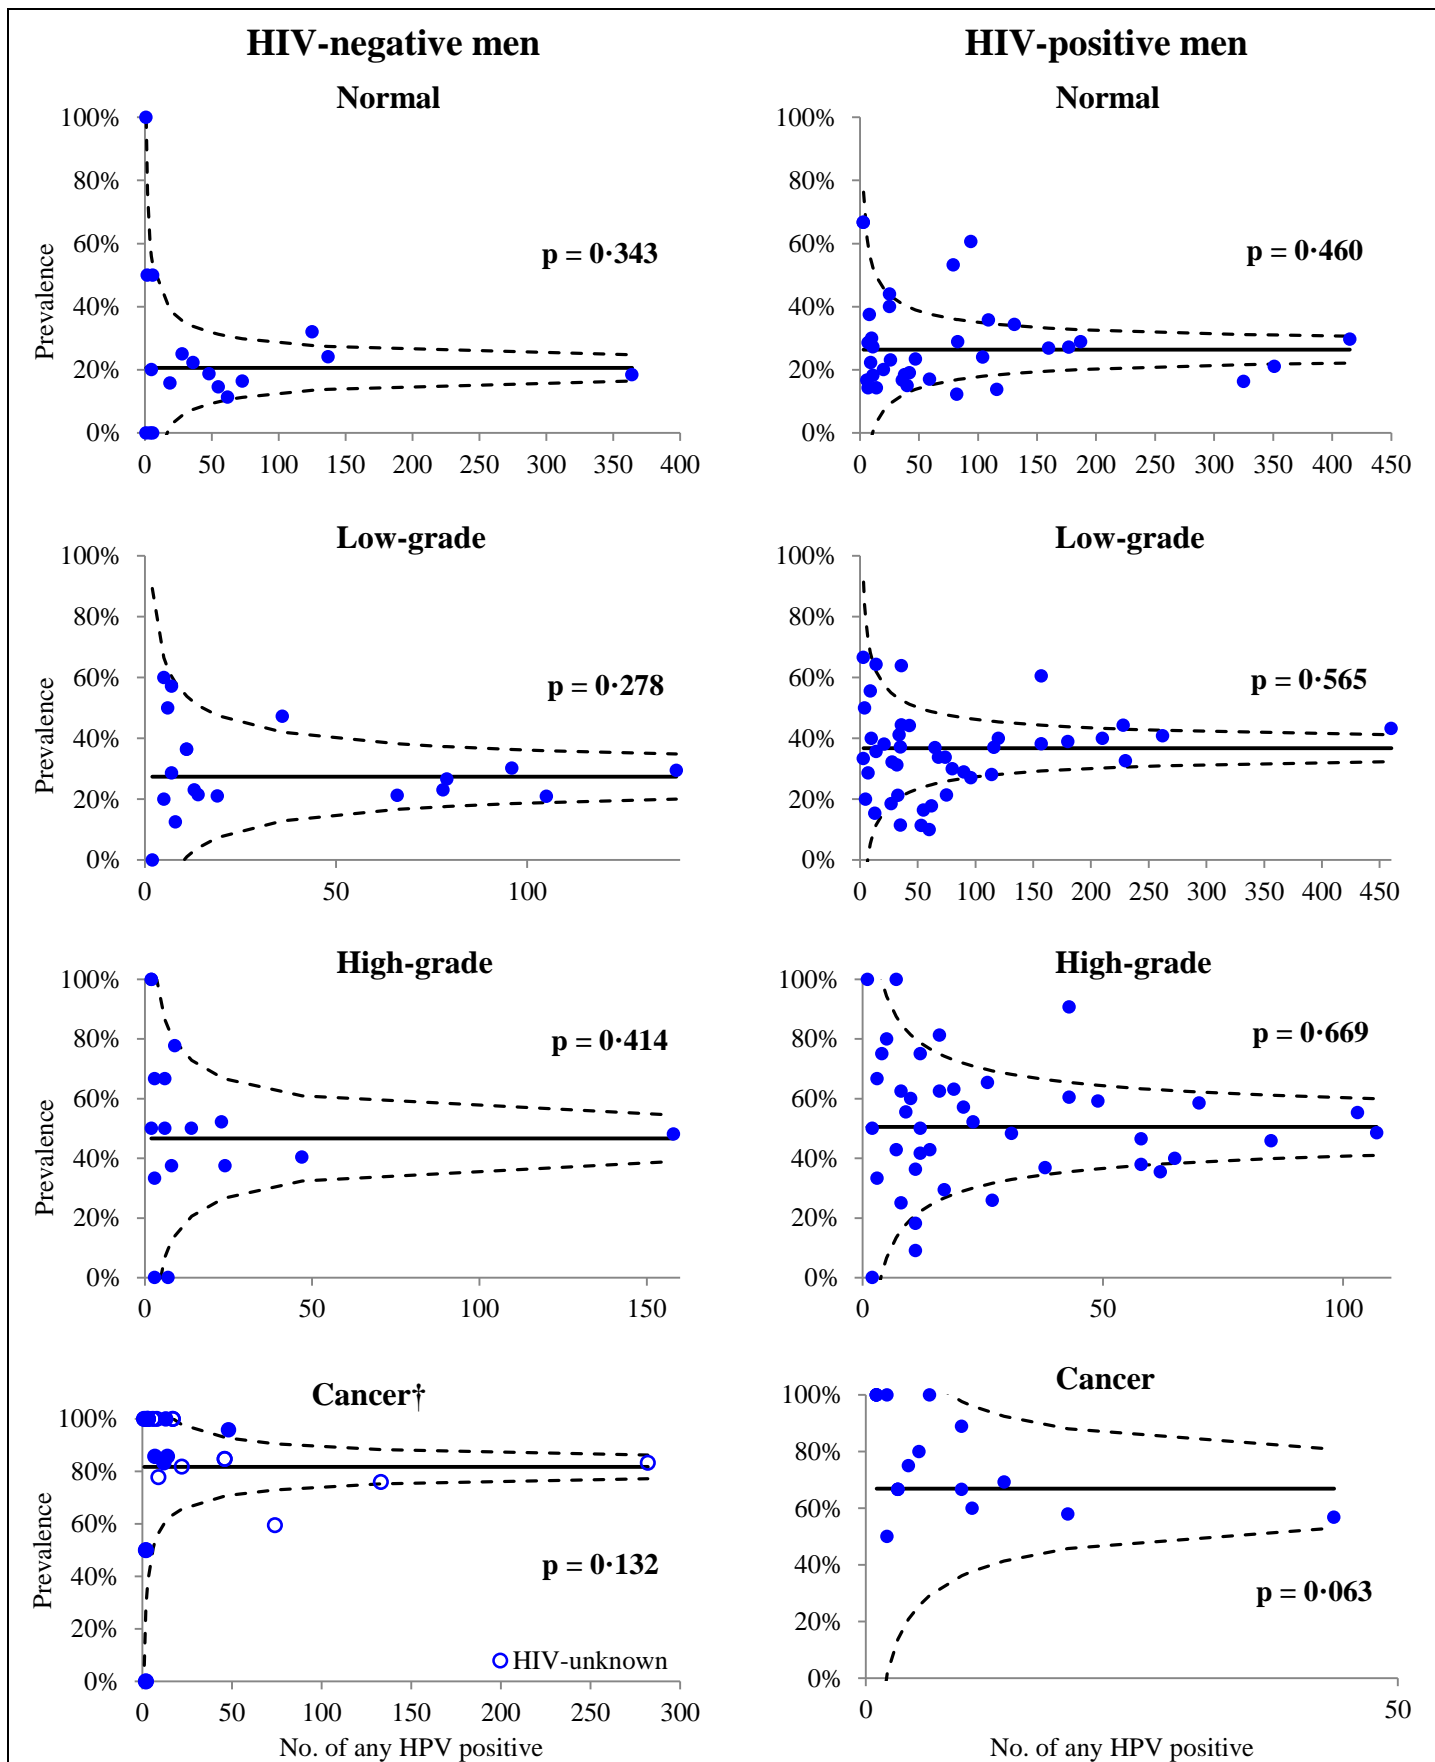 HIV-negative men
HIV-positive men
Normal
Prevalence
100%
80%
60%
40%
20%
0%
p = 0·343
0 50 100 150 200 250 300 350 400
Normal
100%
80%
60%
40%
20%
0%
p = 0·460
0 50 100 150 200 250 300 350 400 450
Low-grade
Prevalence
100%
80%
60%
40%
20%
0%
p = 0·278
0 50 100
Low-grade
100%
80%
60%
40%
20%
0%
p = 0·565
0 50 100 150 200 250 300 350 400 450
High-grade
Prevalence
100%
80%
60%
40%
20%
0%
p = 0·414
0 50 100 150
High-grade
100%
80%
60%
40%
20%
0%
p = 0·669
0 50 100
Cancer†
Prevalence
100%
80%
60%
40%
20%
0%
p = 0·132
HIV-unknown
0 50 100 150 200 250 300
No. of any HPV positive
Cancer
100%
80%
60%
40%
20%
0%
p = 0·063
0 50
No. of any HPV positive